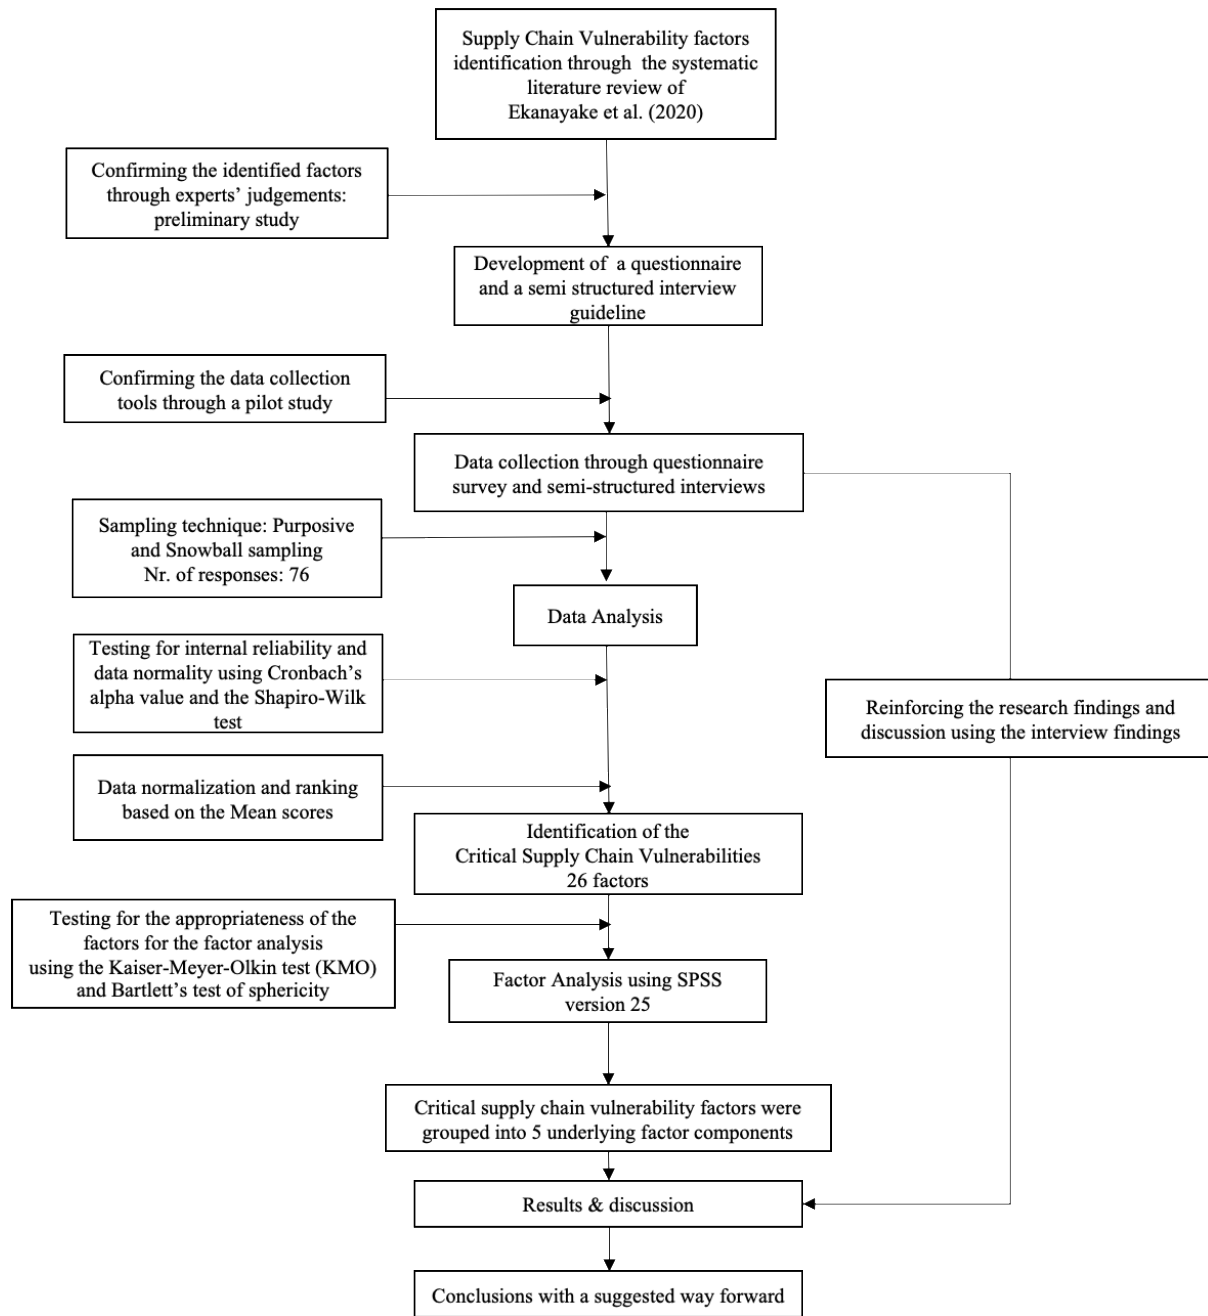 Supply Chain Vulnerability factors
identification through the systematic
literature review of
Ekanayake et al. (2020)
Confirming the identified factors
through experts’ judgements:
preliminary study
Development of a questionnaire
and a semi structured interview
guideline
Confirming the data collection
tools through a pilot study
Data collection through questionnaire
survey and semi-structured interviews
Sampling technique: Purposive
and Snowball sampling
Nr. of responses: 76
Data Analysis
Testing for internal reliability and
data normality using Cronbach’s
alpha value and the Shapiro-Wilk
test
Reinforcing the research findings and
discussion using the interview findings
Data normalization and ranking
based on the Mean scores
Identification of the
Critical Supply Chain Vulnerabilities
26 factors
Testing for the appropriateness of the
factors for the factor analysis
using the Kaiser-Meyer-Olkin test (KMO)
and Bartlett’s test of sphericity
Factor Analysis using SPSS
version 25
Critical supply chain vulnerability factors were
grouped into 5 underlying factor components
Results & discussion
Conclusions with a suggested way forward